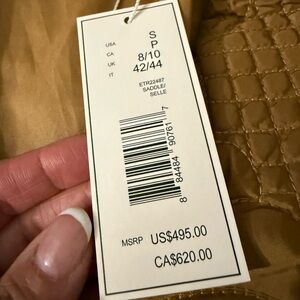 USA S
CA P
UK 8/10
IT 42/44
ETR22487
SADDLE/
SELLE
8 84484 90761 7
MSRP US$495.00
CA$620.00